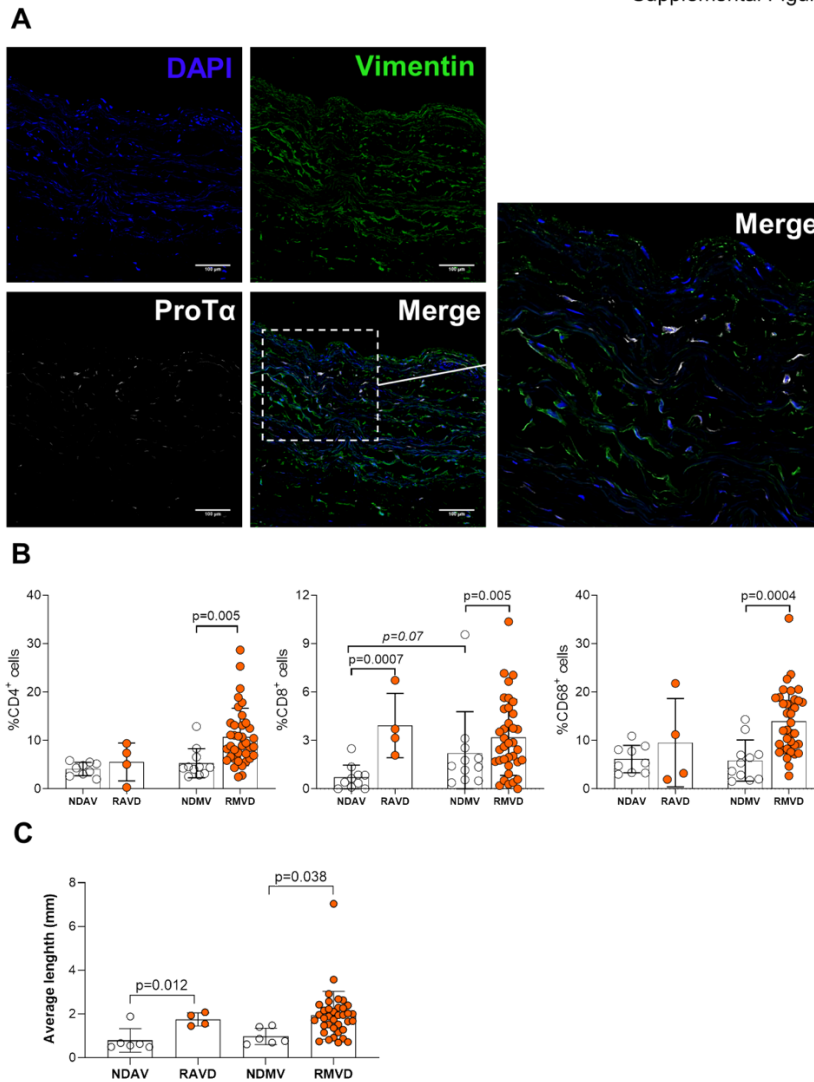 Supplemental Figur
A
DAPI
Vimentin
100 µm
100 µm
ProTα
Merge
Merge
100 µm
100 µm
B
%CD4+ cells
40
30
20
10
0
p=0.005
NDAV RAVD NDMV RMVD
%CD8+ cells
12
9
6
3
0
p=0.005
p=0.07
p=0.0007
NDAV RAVD NDMV RMVD
%CD68+ cells
40
30
20
10
0
p=0.0004
NDAV RAVD NDMV RMVD
C
Average lenghth (mm)
8
6
4
2
0
p=0.038
p=0.012
NDAV RAVD NDMV RMVD